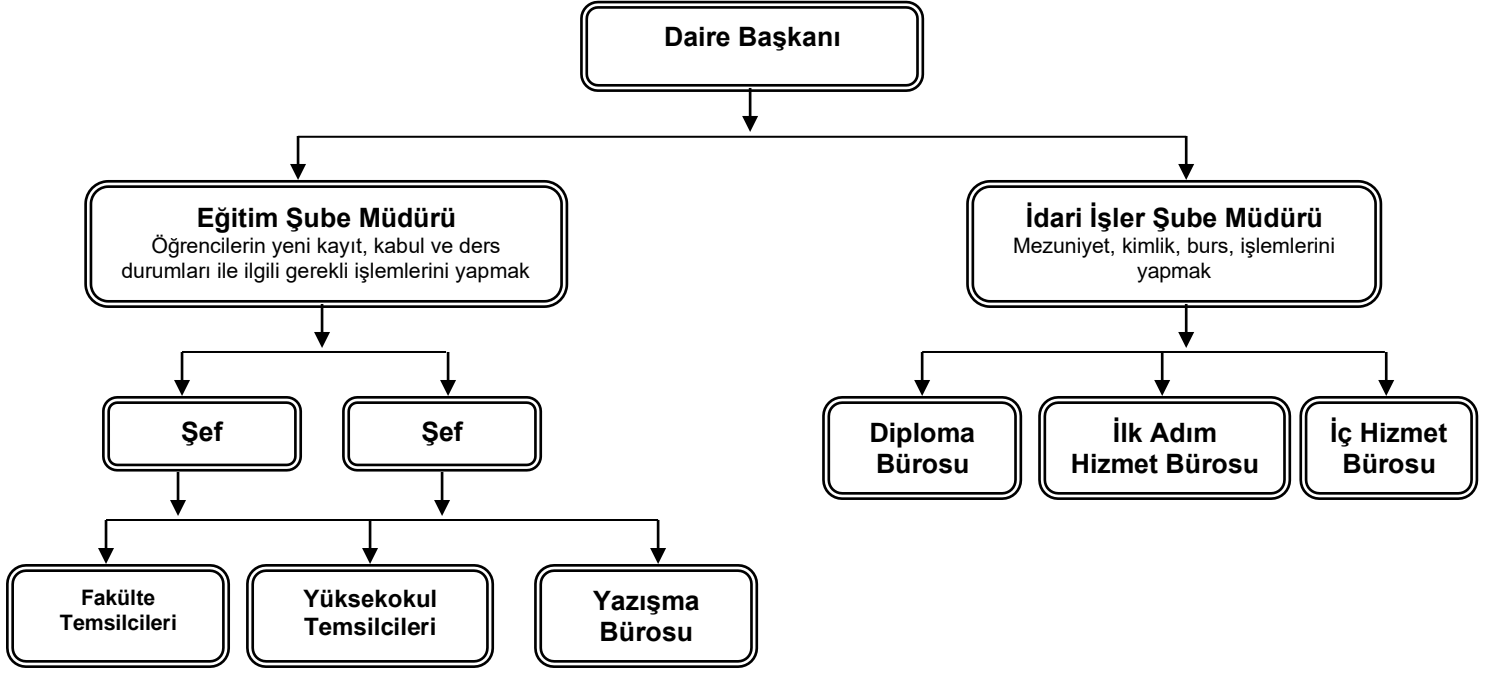 Daire Başkanı
Eğitim Şube Müdürü
Öğrencilerin yeni kayıt, kabul ve ders
durumları ile ilgili gerekli işlemlerini yapmak
İdari İşler Şube Müdürü
Mezuniyet, kimlik, burs, işlemlerini
yapmak
Şef
Şef
Diploma
Bürosu
İlk Adım
Hizmet Bürosu
İç Hizmet
Bürosu
Fakülte
Temsilcileri
Yüksekokul
Temsilcileri
Yazışma
Bürosu